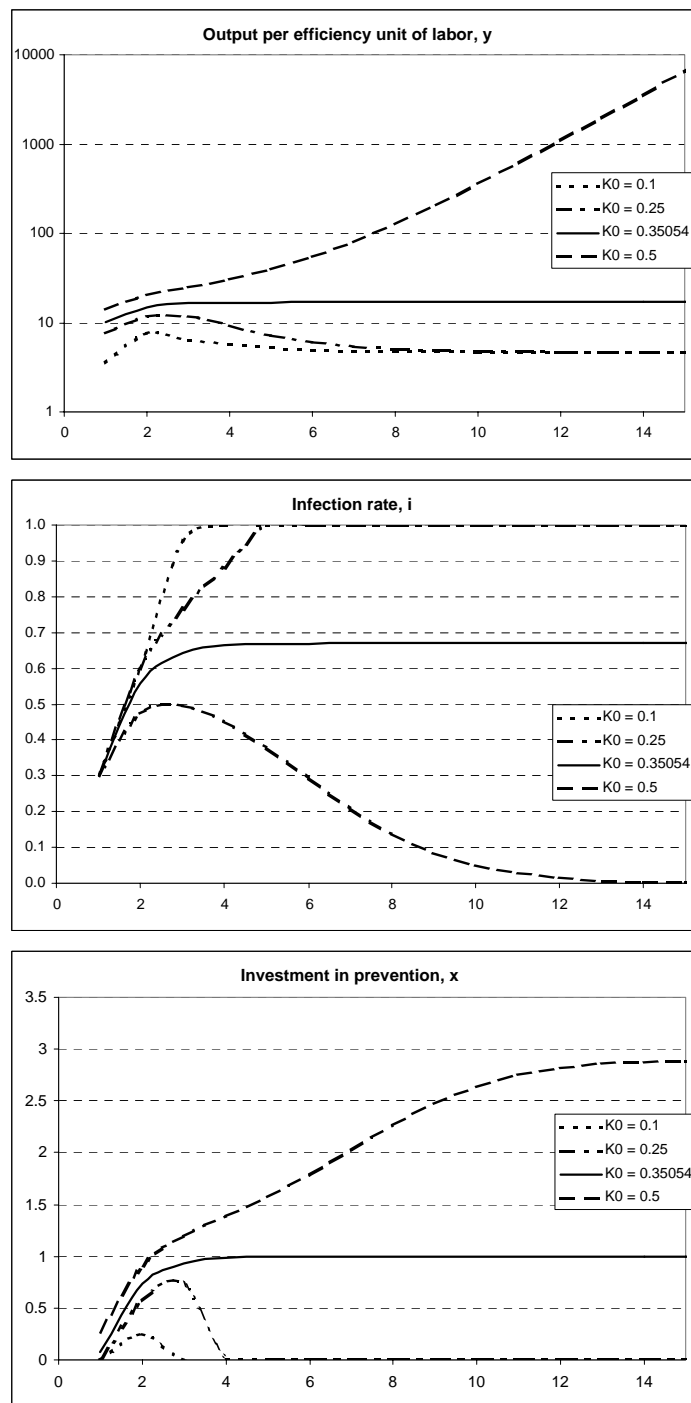 Output per efficiency unit of labor, y
10000
1000
100
10
1
0 2 4 6 8 10 12 14
K0 = 0.1
K0 = 0.25
K0 = 0.35054
K0 = 0.5
Infection rate, i
1.0
0.9
0.8
0.7
0.6
0.5
0.4
0.3
0.2
0.1
0.0
0 2 4 6 8 10 12 14
K0 = 0.1
K0 = 0.25
K0 = 0.35054
K0 = 0.5
Investment in prevention, x
3.5
3
2.5
2
1.5
1
0.5
0
0 2 4 6 8 10 12 14
K0 = 0.1
K0 = 0.25
K0 = 0.35054
K0 = 0.5